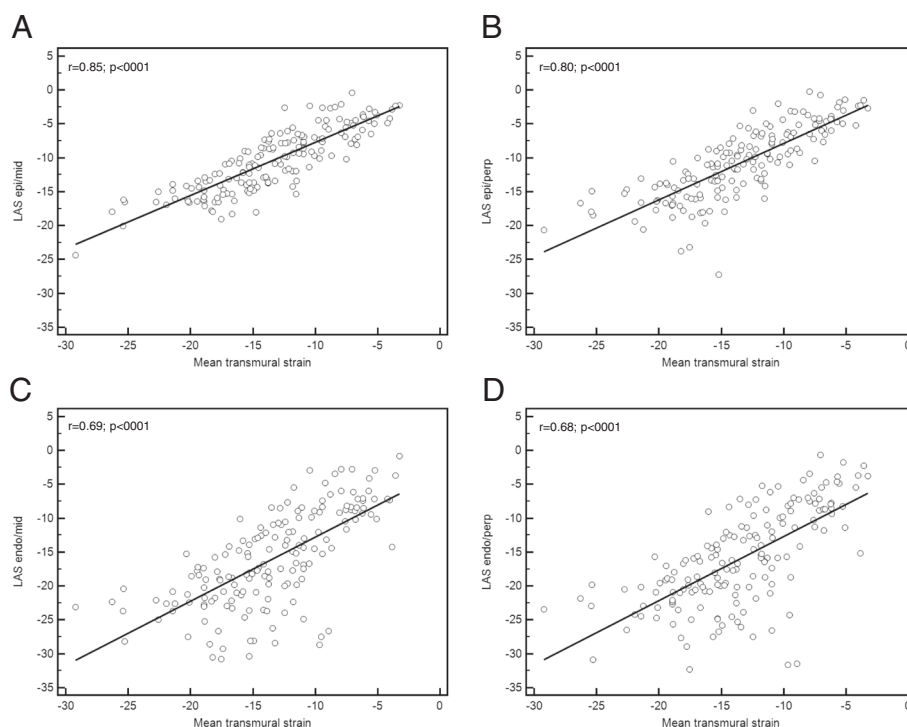 A
r=0.85; p<0001
LAS epi/mid
5
0
-5
-10
-15
-20
-25
-30
-35
-30 -25 -20 -15 -10 -5 0
Mean transmural strain
B
r=0.80; p<0001
LAS epi/perp
5
0
-5
-10
-15
-20
-25
-30
-35
-30 -25 -20 -15 -10 -5 0
Mean transmural strain
C
r=0.69; p<0001
LAS endo/mid
5
0
-5
-10
-15
-20
-25
-30
-35
-30 -25 -20 -15 -10 -5 0
Mean transmural strain
D
r=0.68; p<0001
LAS endo/perp
5
0
-5
-10
-15
-20
-25
-30
-35
-30 -25 -20 -15 -10 -5 0
Mean transmural strain